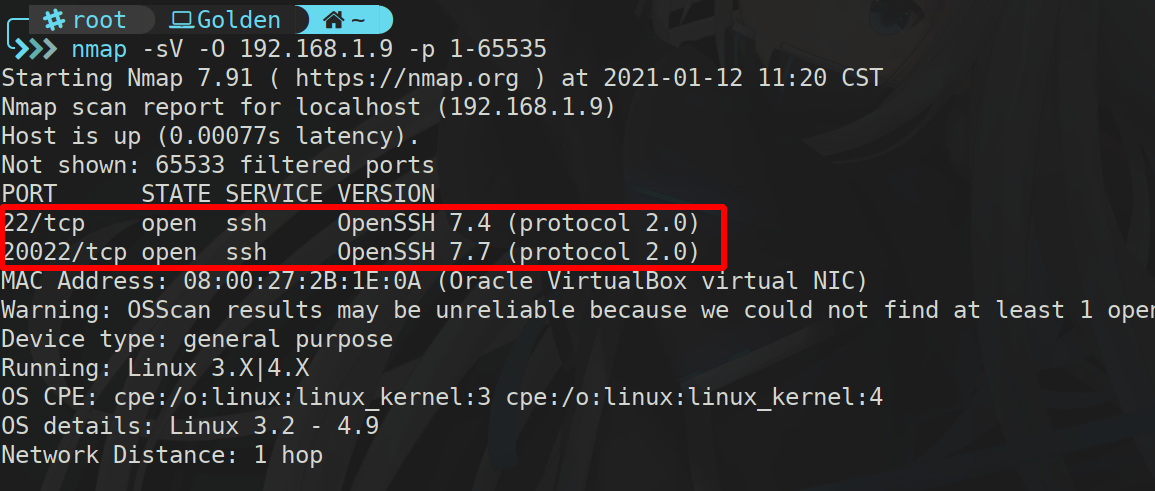 root Golden ~
nmap -sV -O 192.168.1.9 -p 1-65535
Starting Nmap 7.91 ( https://nmap.org ) at 2021-01-12 11:20 CST
Nmap scan report for localhost (192.168.1.9)
Host is up (0.00077s latency).
Not shown: 65533 filtered ports
PORT      STATE SERVICE VERSION
22/tcp    open  ssh     OpenSSH 7.4 (protocol 2.0)
20022/tcp open  ssh     OpenSSH 7.7 (protocol 2.0)
MAC Address: 08:00:27:2B:1E:0A (Oracle VirtualBox virtual NIC)
Warning: OSScan results may be unreliable because we could not find at least 1 oper
Device type: general purpose
Running: Linux 3.X|4.X
OS CPE: cpe:/o:linux:linux_kernel:3 cpe:/o:linux:linux_kernel:4
OS details: Linux 3.2 - 4.9
Network Distance: 1 hop